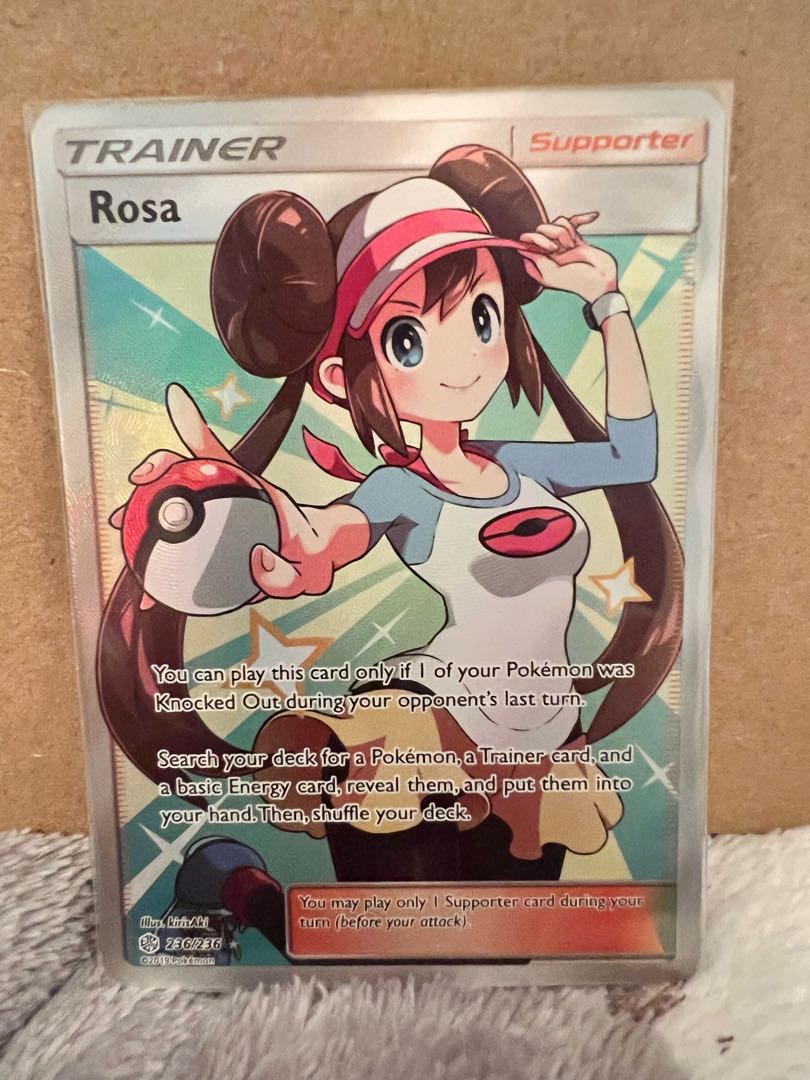 TRAINER Supporter
Rosa
You can play this card only if 1 of your Pokémon was
Knocked Out during your opponent's last turn.
Search your deck for a Pokémon, a Trainer card, and
a basic Energy card, reveal them, and put them into
your hand. Then, shuffle your deck.
You may play only 1 Supporter card during your
turn (before your attack).
Illus. kirisAki
236/236 ★
©2019 Pokémon